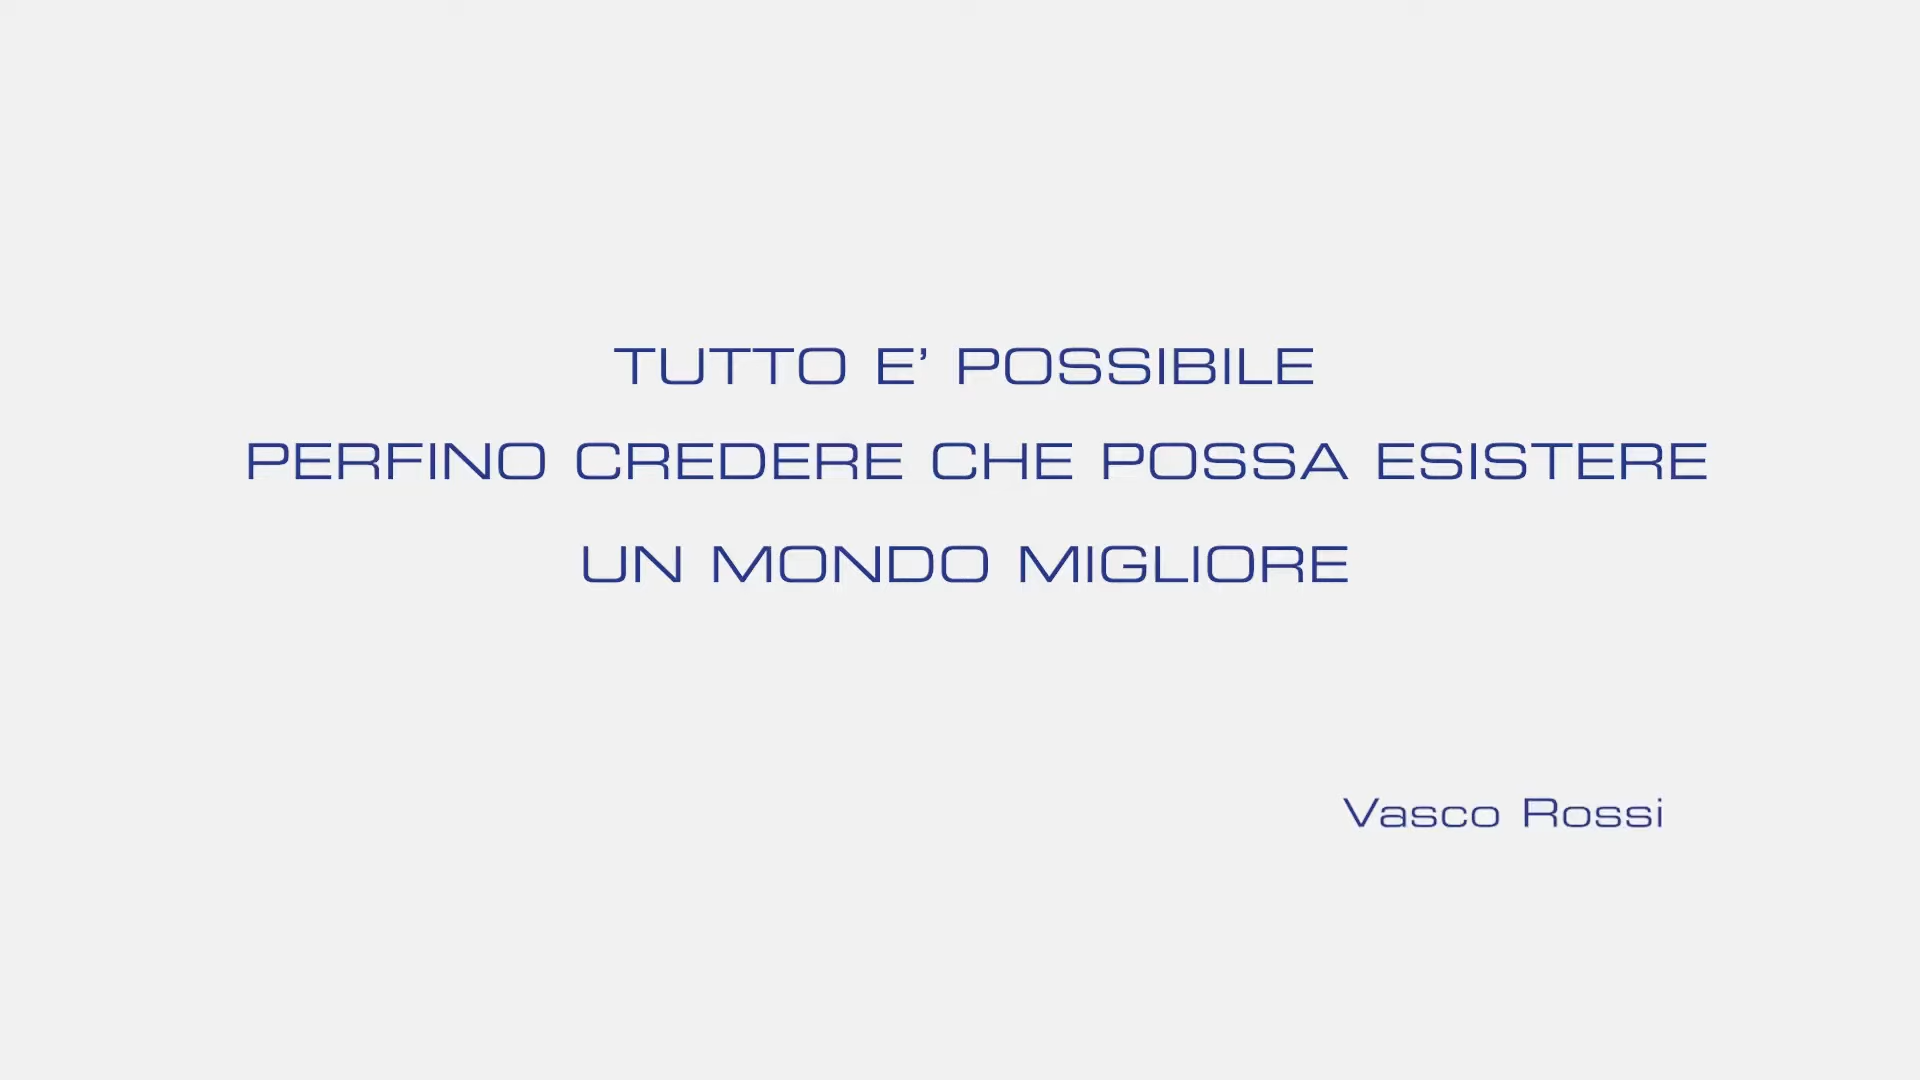 TUTTO E’ POSSIBILE
PERFINO CREDERE CHE POSSA ESISTERE
UN MONDO MIGLIORE
Vasco Rossi